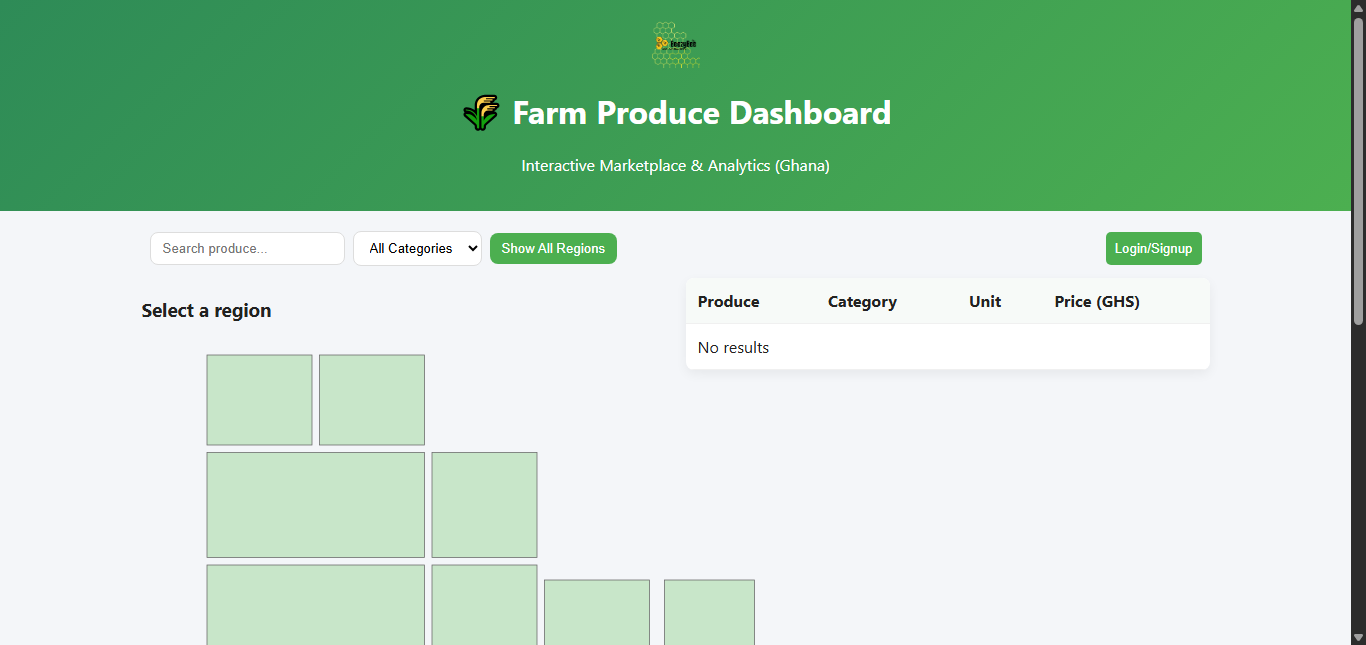 Farm Produce Dashboard
Interactive Marketplace & Analytics (Ghana)
Search produce...
All Categories
Show All Regions
Login/Signup
Select a region
Produce Category Unit Price (GHS)
No results